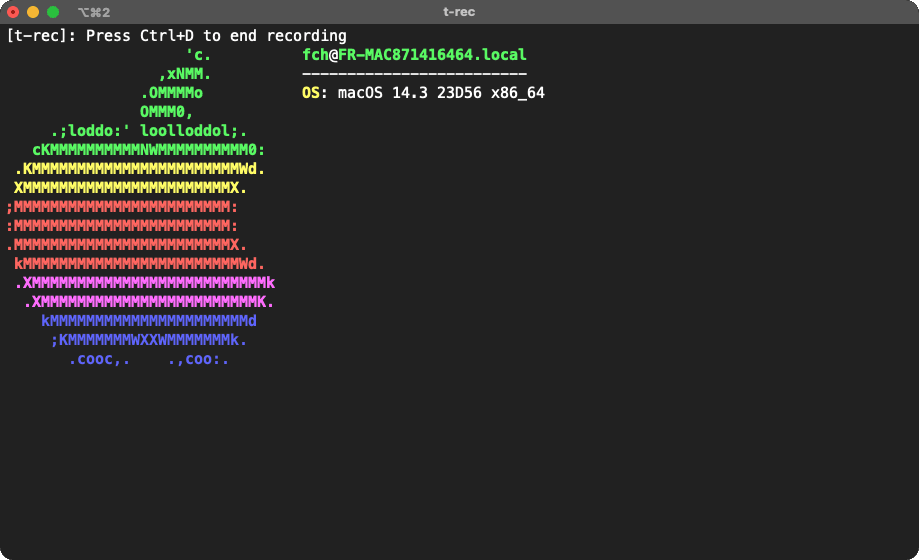 ⌥⌘2 t-rec
[t-rec]: Press Ctrl+D to end recording
                    'c.          fch@FR-MAC871416464.local
                 ,xNMM.          -------------------------
               .OMMMMo           OS: macOS 14.3 23D56 x86_64
               OMMM0,
     .;loddo:' loolloddol;.
   cKMMMMMMMMMMNWMMMMMMMMMM0:
 .KMMMMMMMMMMMMMMMMMMMMMMMWd.
 XMMMMMMMMMMMMMMMMMMMMMMMX.
;MMMMMMMMMMMMMMMMMMMMMMMM:
:MMMMMMMMMMMMMMMMMMMMMMMM:
.MMMMMMMMMMMMMMMMMMMMMMMMX.
 kMMMMMMMMMMMMMMMMMMMMMMMMWd.
 .XMMMMMMMMMMMMMMMMMMMMMMMMMMk
  .XMMMMMMMMMMMMMMMMMMMMMMMMK.
    kMMMMMMMMMMMMMMMMMMMMMMd
     ;KMMMMMMMWXXWMMMMMMMk.
       .cooc,.    .,coo:.